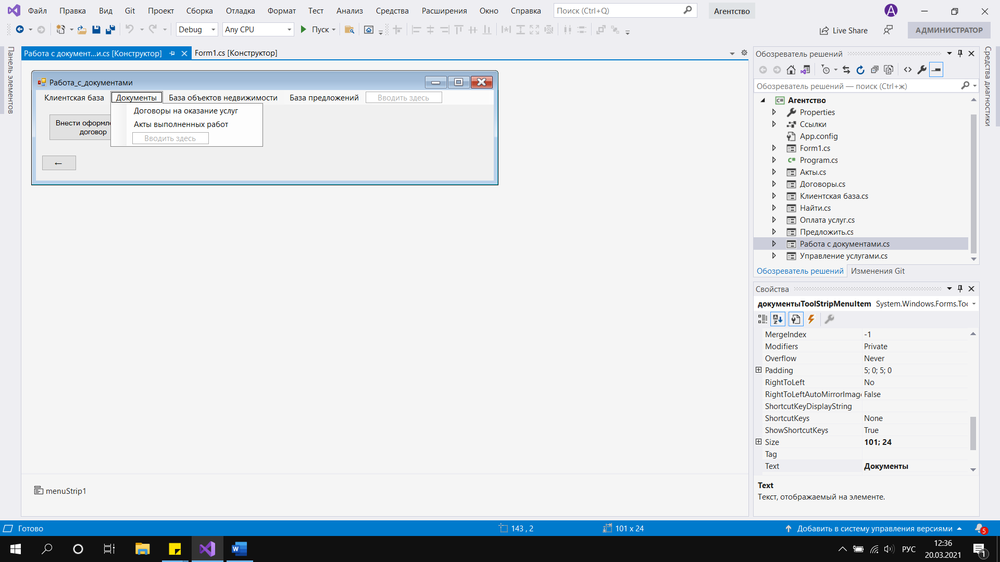 Файл Правка Вид Git Проект Сборка Отладка Формат Тест Анализ Средства Расширения Окно Справка Поиск (Ctrl+Q) Агентство A
Debug Any CPU Пуск Live Share АДМИНИСТРАТОР
Панель элементов
Работа с документ...и.cs [Конструктор] Form1.cs [Конструктор]
Работа_с_документами
Клиентская база Документы База объектов недвижимости База предложений Вводить здесь
Договоры на оказание услуг
Акты выполненных работ
Вводить здесь
Внести оформле
договор
←
menuStrip1
Обозреватель решений
Обозреватель решений — поиск (Ctrl+ж)
Агентство
Properties
Ссылки
App.config
Form1.cs
Program.cs
Акты.cs
Договоры.cs
Клиентская база.cs
Найти.cs
Оплата услуг.cs
Предложить.cs
Работа с документами.cs
Управление услугами.cs
Обозреватель решений Изменения Git
Средства диагностики
Свойства
документыToolStripMenuItem System.Windows.Forms.Toc
MergeIndex -1
Modifiers Private
Overflow Never
Padding 5; 0; 5; 0
RightToLeft No
RightToLeftAutoMirrorImage False
ShortcutKeyDisplayString
ShortcutKeys None
ShowShortcutKeys True
Size 101; 24
Tag
Text Документы
Text
Текст, отображаемый на элементе.
Готово 143 , 2 101 x 24 Добавить в систему управления версиями 5
РУС 12:36
20.03.2021 1